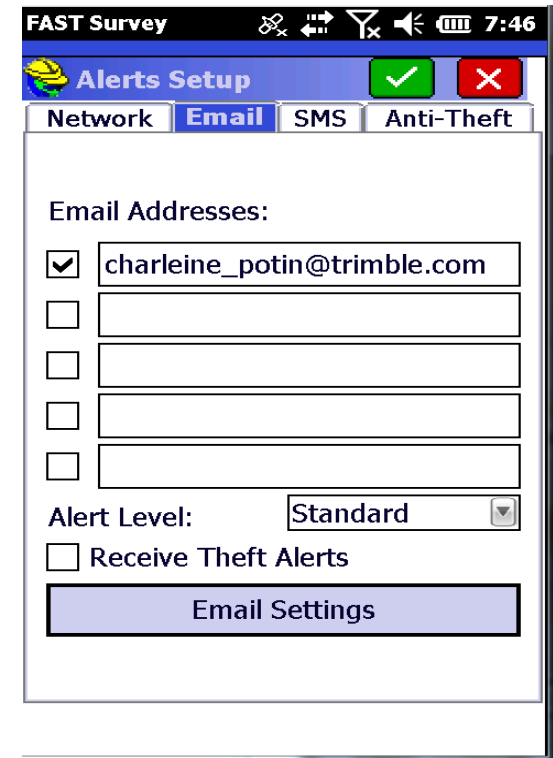 FAST Survey 7:46
Alerts Setup
Network Email SMS Anti-Theft
Email Addresses:
charleine_potin@trimble.com
Alert Level: Standard
Receive Theft Alerts
Email Settings